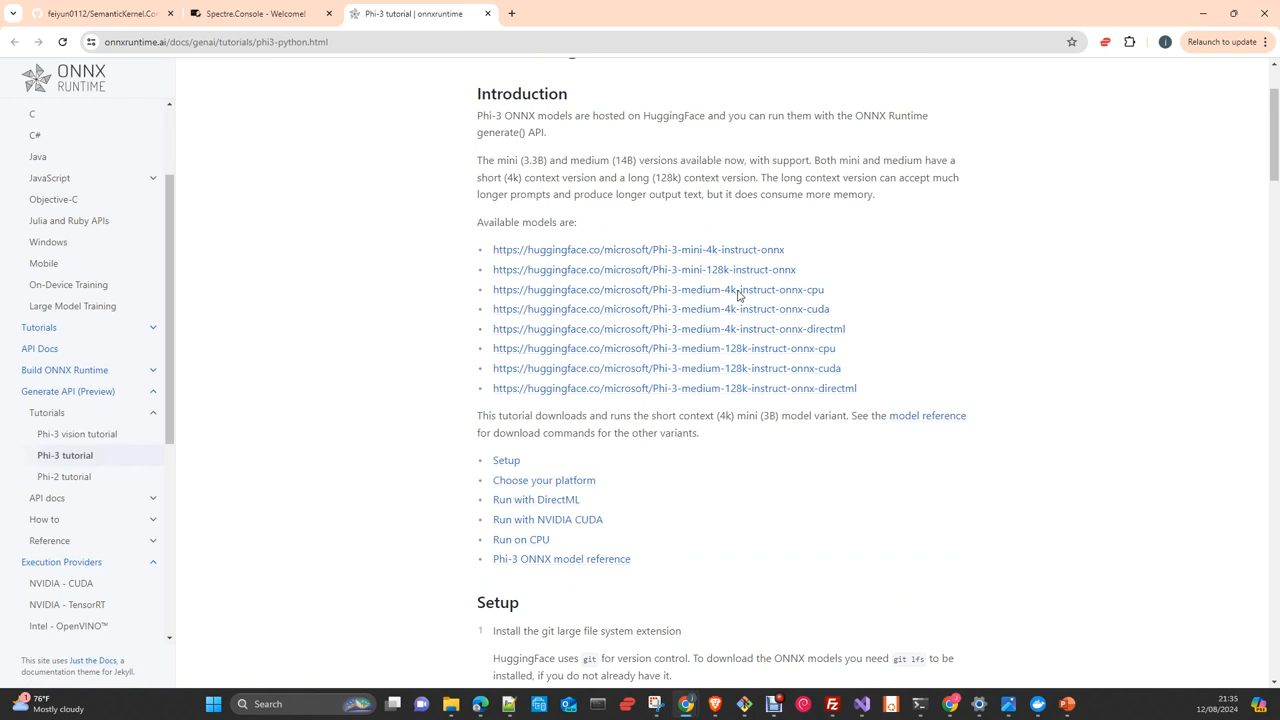 feiyun0112/SemanticKernel.Con
Spectre.Console - Welcome!
Phi-3 tutorial | onnxruntime
onnxruntime.ai/docs/genai/tutorials/phi3-python.html
i
Relaunch to update
ONNX
RUNTIME
C
C#
Java
JavaScript
Objective-C
Julia and Ruby APIs
Windows
Mobile
On-Device Training
Large Model Training
Tutorials
API Docs
Build ONNX Runtime
Generate API (Preview)
Tutorials
Phi-3 vision tutorial
Phi-3 tutorial
Phi-2 tutorial
API docs
How to
Reference
Execution Providers
NVIDIA - CUDA
NVIDIA - TensorRT
Intel - OpenVINO™
This site uses Just the Docs, a
documentation theme for Jekyll.
Introduction
Phi-3 ONNX models are hosted on HuggingFace and you can run them with the ONNX Runtime
generate() API.
The mini (3.3B) and medium (14B) versions available now, with support. Both mini and medium have a
short (4k) context version and a long (128k) context version. The long context version can accept much
longer prompts and produce longer output text, but it does consume more memory.
Available models are:
• https://huggingface.co/microsoft/Phi-3-mini-4k-instruct-onnx
• https://huggingface.co/microsoft/Phi-3-mini-128k-instruct-onnx
• https://huggingface.co/microsoft/Phi-3-medium-4k-instruct-onnx-cpu
• https://huggingface.co/microsoft/Phi-3-medium-4k-instruct-onnx-cuda
• https://huggingface.co/microsoft/Phi-3-medium-4k-instruct-onnx-directml
• https://huggingface.co/microsoft/Phi-3-medium-128k-instruct-onnx-cpu
• https://huggingface.co/microsoft/Phi-3-medium-128k-instruct-onnx-cuda
• https://huggingface.co/microsoft/Phi-3-medium-128k-instruct-onnx-directml
This tutorial downloads and runs the short context (4k) mini (3B) model variant. See the model reference
for download commands for the other variants.
• Setup
• Choose your platform
• Run with DirectML
• Run with NVIDIA CUDA
• Run on CPU
• Phi-3 ONNX model reference
Setup
1 Install the git large file system extension
HuggingFace uses git for version control. To download the ONNX models you need git lfs to be
installed, if you do not already have it.
76°F
Mostly cloudy
Search
21:35
12/08/2024